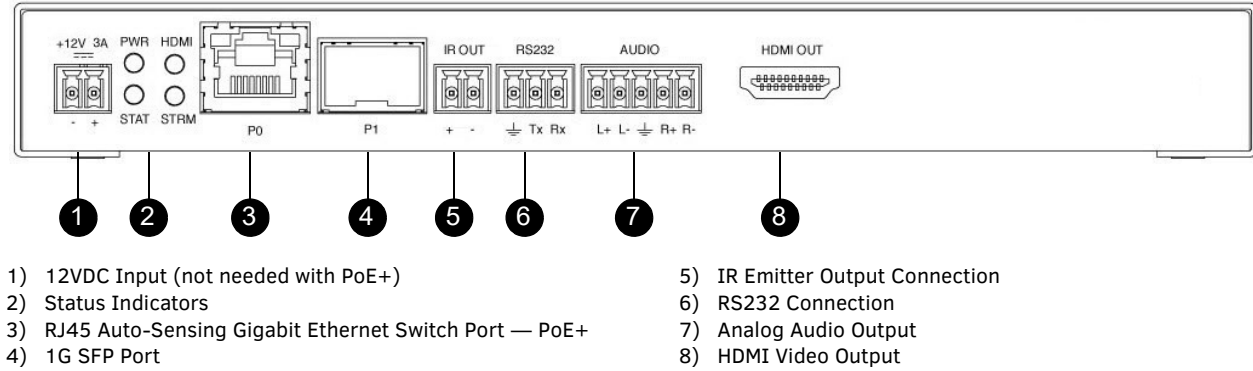 +12V 3A PWR HDMI IR OUT RS232 AUDIO HDMI OUT
- + STAT STRM P0 P1 + - Tx Rx L+ L- R+ R-
1 2 3 4 5 6 7 8
1) 12VDC Input (not needed with PoE+)
2) Status Indicators
3) RJ45 Auto-Sensing Gigabit Ethernet Switch Port — PoE+
4) 1G SFP Port
5) IR Emitter Output Connection
6) RS232 Connection
7) Analog Audio Output
8) HDMI Video Output